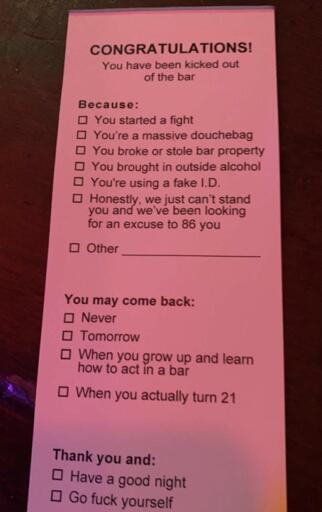 CONGRATULATIONS!
You have been kicked out
of the bar
Because:
☐ You started a fight
☐ You're a massive douchebag
☐ You broke or stole bar property
☐ You brought in outside alcohol
☐ You're using a fake I.D.
☐ Honestly, we just can't stand
you and we've been looking
for an excuse to 86 you
☐ Other ____________________
You may come back:
☐ Never
☐ Tomorrow
☐ When you grow up and learn
how to act in a bar
☐ When you actually turn 21
Thank you and:
☐ Have a good night
☐ Go fuck yourself